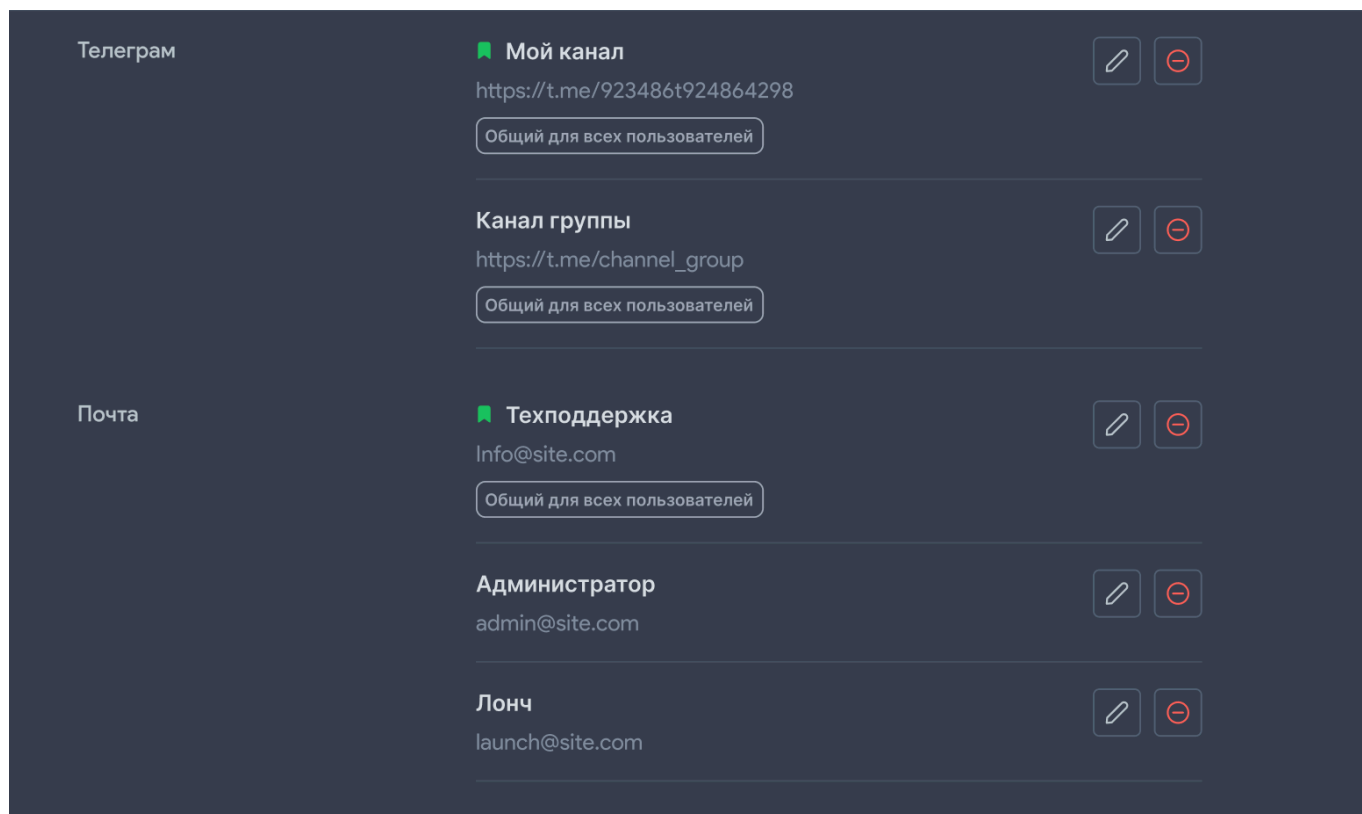 Телеграм
Мой канал
https://t.me/923486t924864298
Общий для всех пользователей
Канал группы
https://t.me/channel_group
Общий для всех пользователей
Почта
Техподдержка
Info@site.com
Общий для всех пользователей
Администратор
admin@site.com
Лонч
launch@site.com